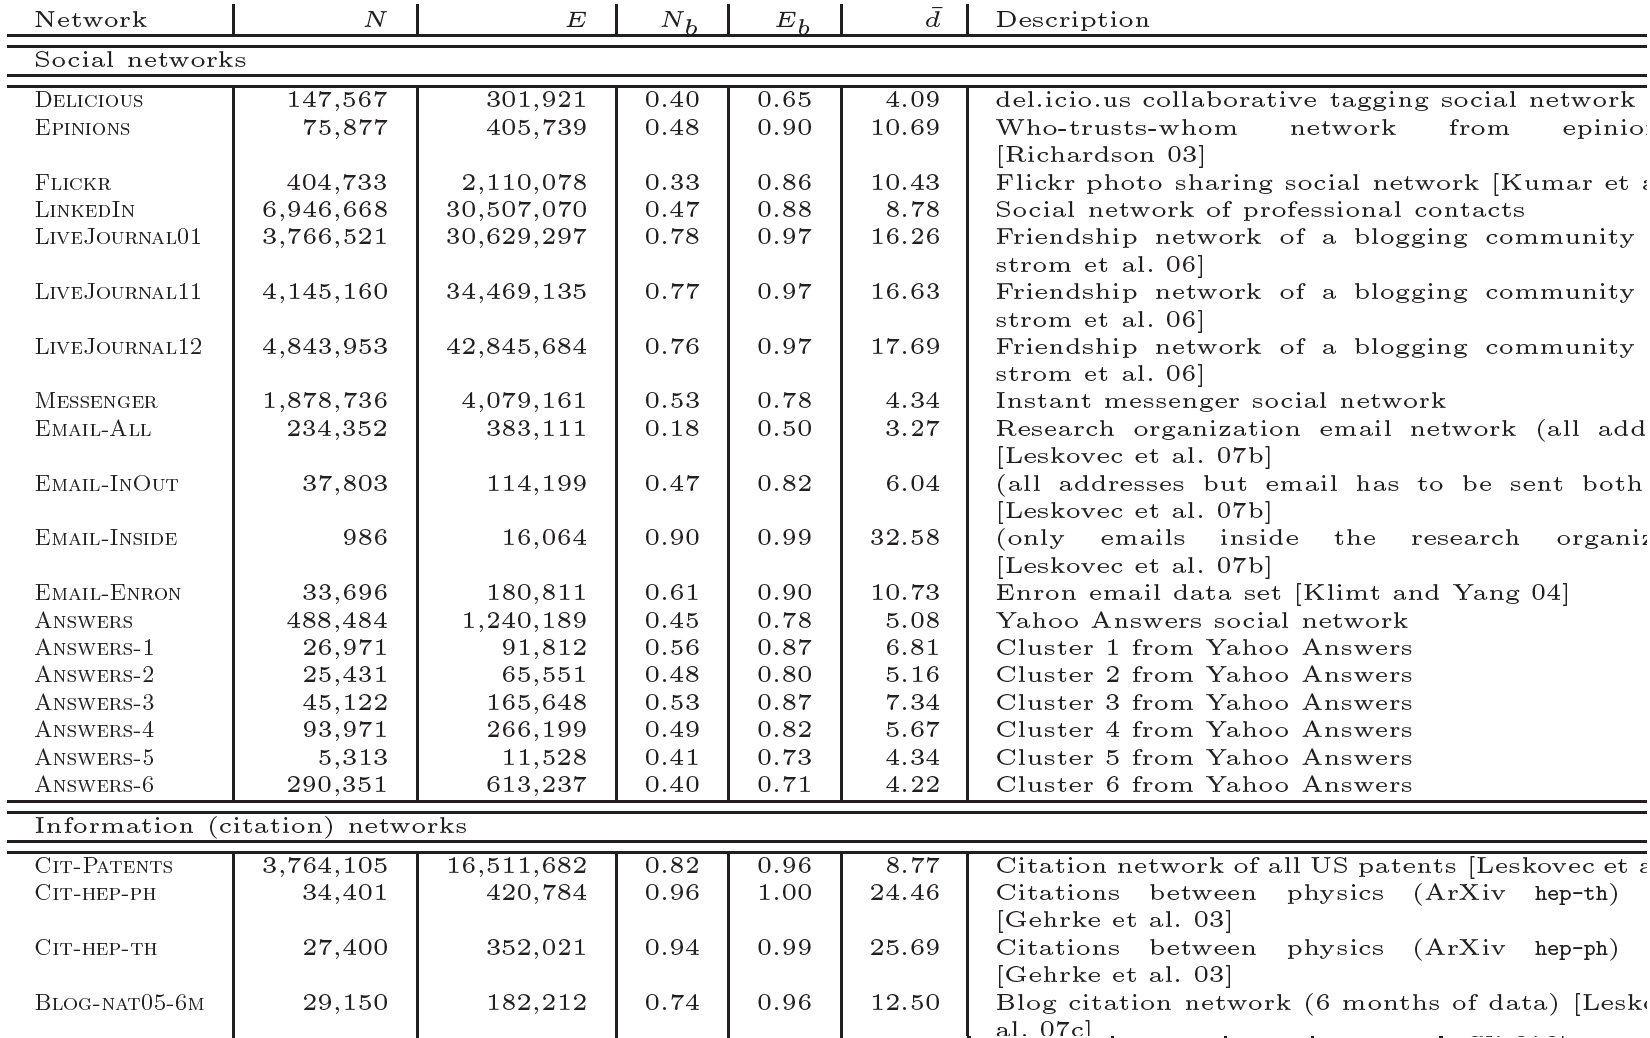 Network N E N_b E_b d̄ Description
Social networks
Delicious 147,567 301,921 0.40 0.65 4.09 del.icio.us collaborative tagging social network
Epinions 75,877 405,739 0.48 0.90 10.69 Who-trusts-whom network from
[Richardson 03]
Flickr 404,733 2,110,078 0.33 0.86 10.43 Flickr photo sharing social network [Kumar et
LinkedIn 6,946,668 30,507,070 0.47 0.88 8.78 Social network of professional contacts
LiveJournal01 3,766,521 30,629,297 0.78 0.97 16.26 Friendship network of a blogging community
strom et al. 06]
LiveJournal11 4,145,160 34,469,135 0.77 0.97 16.63 Friendship network of a blogging community
strom et al. 06]
LiveJournal12 4,843,953 42,845,684 0.76 0.97 17.69 Friendship network of a blogging community
strom et al. 06]
Messenger 1,878,736 4,079,161 0.53 0.78 4.34 Instant messenger social network
Email-All 234,352 383,111 0.18 0.50 3.27 Research organization email network (all add
[Leskovec et al. 07b]
Email-InOut 37,803 114,199 0.47 0.82 6.04 (all addresses but email has to be sent both
[Leskovec et al. 07b]
Email-Inside 986 16,064 0.90 0.99 32.58 (only emails inside the research organiz
[Leskovec et al. 07b]
Email-Enron 33,696 180,811 0.61 0.90 10.73 Enron email data set [Klimt and Yang 04]
Answers 488,484 1,240,189 0.45 0.78 5.08 Yahoo Answers social network
Answers-1 26,971 91,812 0.56 0.87 6.81 Cluster 1 from Yahoo Answers
Answers-2 25,431 65,551 0.48 0.80 5.16 Cluster 2 from Yahoo Answers
Answers-3 45,122 165,648 0.53 0.87 7.34 Cluster 3 from Yahoo Answers
Answers-4 93,971 266,199 0.49 0.82 5.67 Cluster 4 from Yahoo Answers
Answers-5 5,313 11,528 0.41 0.73 4.34 Cluster 5 from Yahoo Answers
Answers-6 290,351 613,237 0.40 0.71 4.22 Cluster 6 from Yahoo Answers
Information (citation) networks
Cit-Patents 3,764,105 16,511,682 0.82 0.96 8.77 Citation network of all US patents [Leskovec et
Cit-hep-ph 34,401 420,784 0.96 1.00 24.46 Citations between physics (ArXiv hep-th)
[Gehrke et al. 03]
Cit-hep-th 27,400 352,021 0.94 0.99 25.69 Citations between physics (ArXiv hep-ph)
[Gehrke et al. 03]
Blog-nat05-6m 29,150 182,212 0.74 0.96 12.50 Blog citation network (6 months of data)
al. 07c]